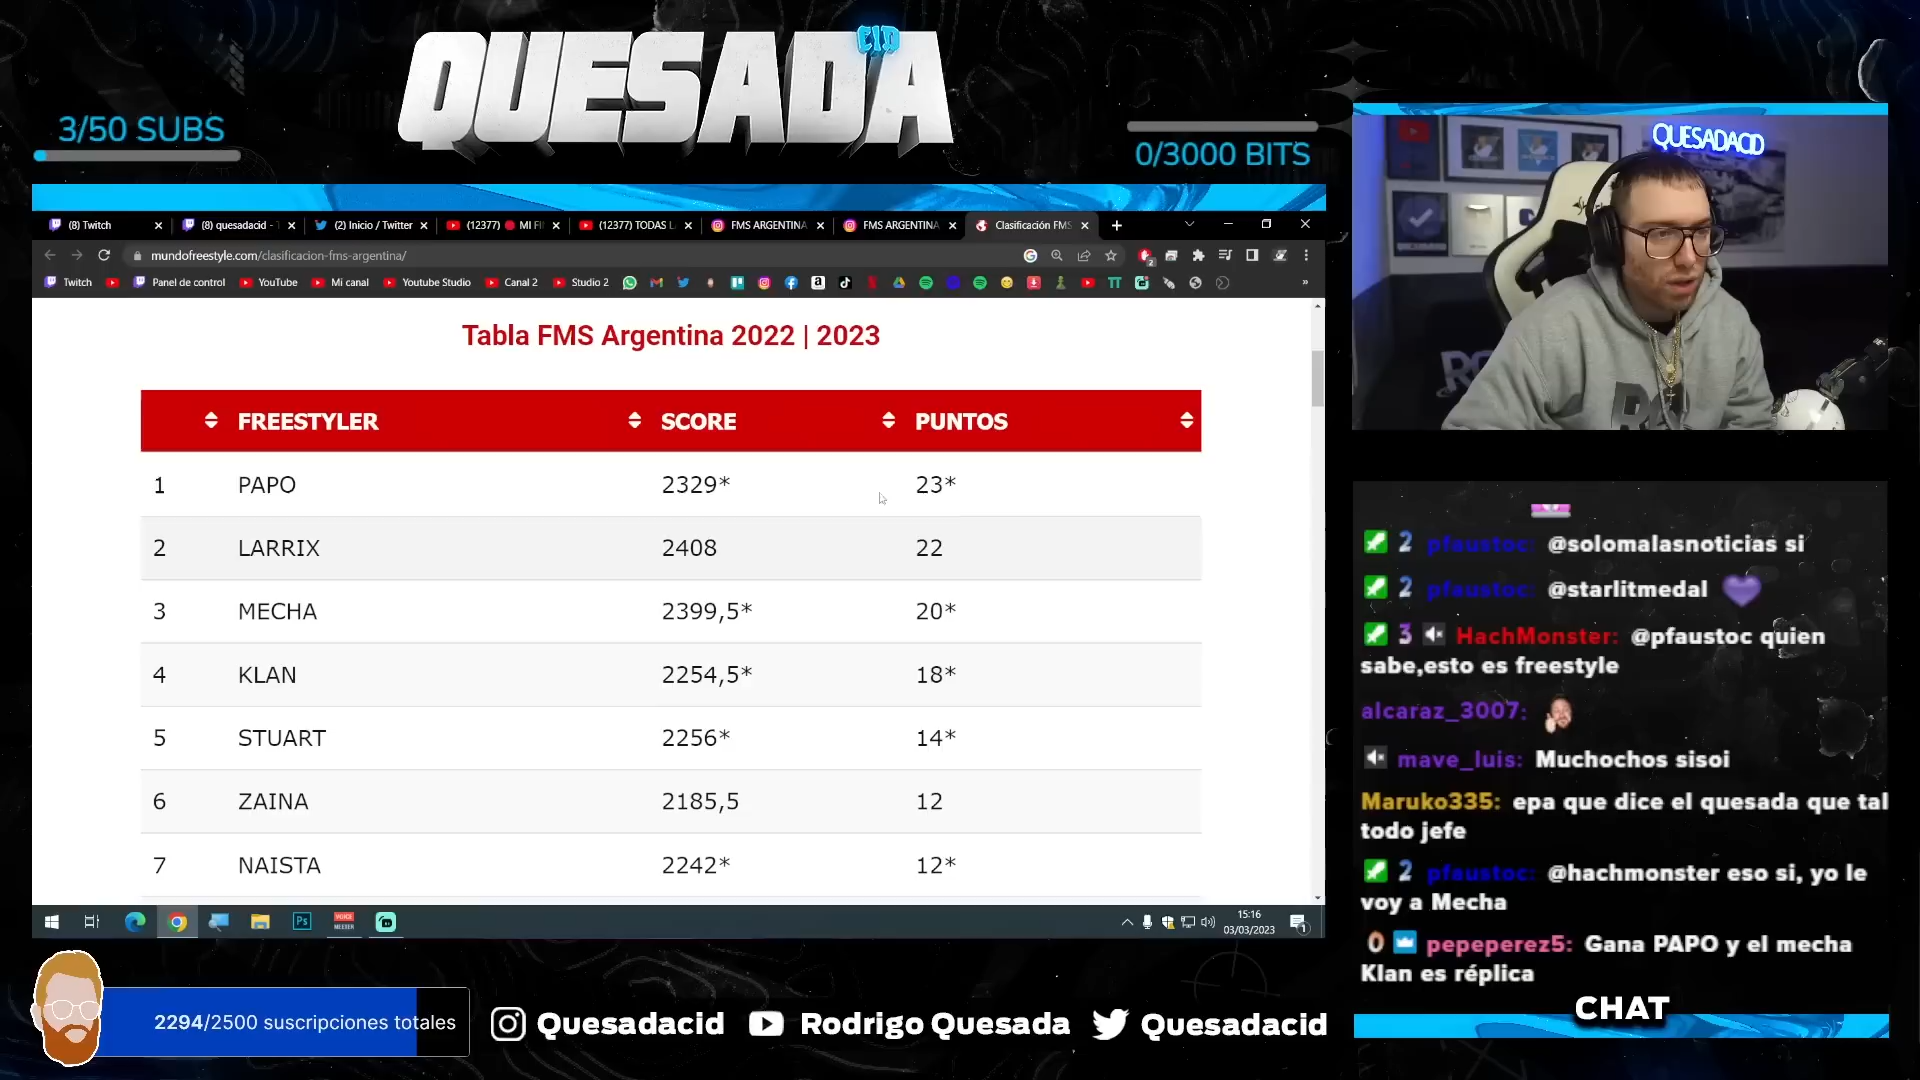 QUESADA
CID
3/50 SUBS
0/3000 BITS
QUESADACID
(8) Twitch
(8) quesadacid - T
(2) Inicio / Twitter
(12377) 🔴 MI FIN
(12377) TODAS L
FMS ARGENTINA
FMS ARGENTINA
Clasificación FMS
mundofreestyle.com/clasificacion-fms-argentina/
Twitch
Panel de control
YouTube
Mi canal
Youtube Studio
Canal 2
Studio 2
Tabla FMS Argentina 2022 | 2023
FREESTYLER SCORE PUNTOS
1 PAPO 2329* 23*
2 LARRIX 2408 22
3 MECHA 2399,5* 20*
4 KLAN 2254,5* 18*
5 STUART 2256* 14*
6 ZAINA 2185,5 12
7 NAISTA 2242* 12*
15:16
03/03/2023
2 pfaustoc: @solomalasnoticias si
2 pfaustoc: @starlitmedal
3 HachMonster: @pfaustoc quien
sabe,esto es freestyle
alcaraz_3007:
mave_luis: Muchochos sisoi
Maruko335: epa que dice el quesada que tal
todo jefe
2 pfaustoc: @hachmonster eso si, yo le
voy a Mecha
0 pepeperez5: Gana PAPO y el mecha
Klan es réplica
CHAT
2294/2500 suscripciones totales
Quesadacid
Rodrigo Quesada
Quesadacid